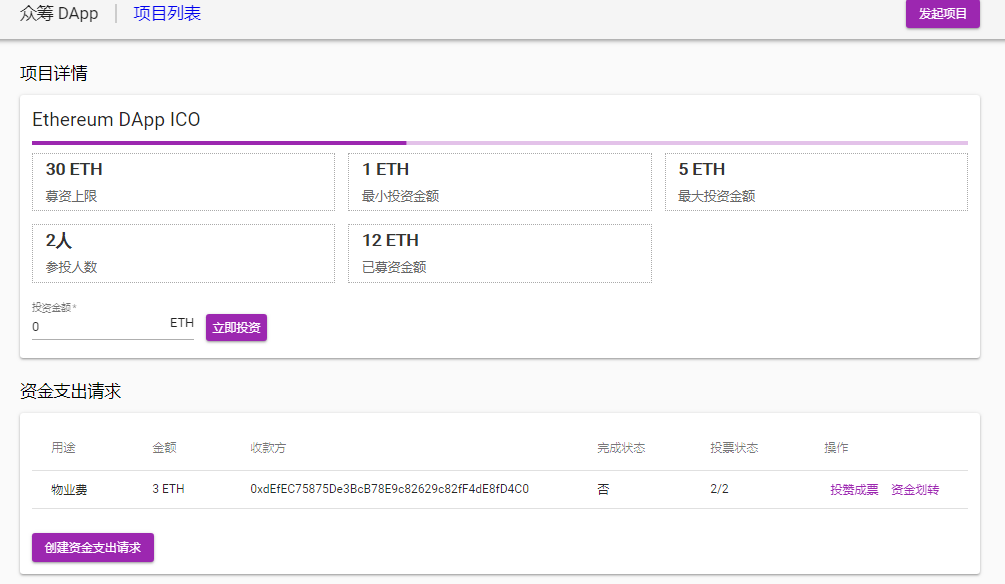 众筹 DApp 项目列表 发起项目
项目详情
Ethereum DApp ICO
30 ETH 1 ETH 5 ETH
募资上限 最小投资金额 最大投资金额
2人 12 ETH
参投人数 已募资金额
投资金额 *
0 ETH 立即投资
资金支出请求
用途 金额 收款方 完成状态 投票状态 操作
物业费 3 ETH 0xdEfEC75875De3BcB78E9c82629c82fF4dE8fD4C0 否 2/2 投赞成票 资金划转
创建资金支出请求